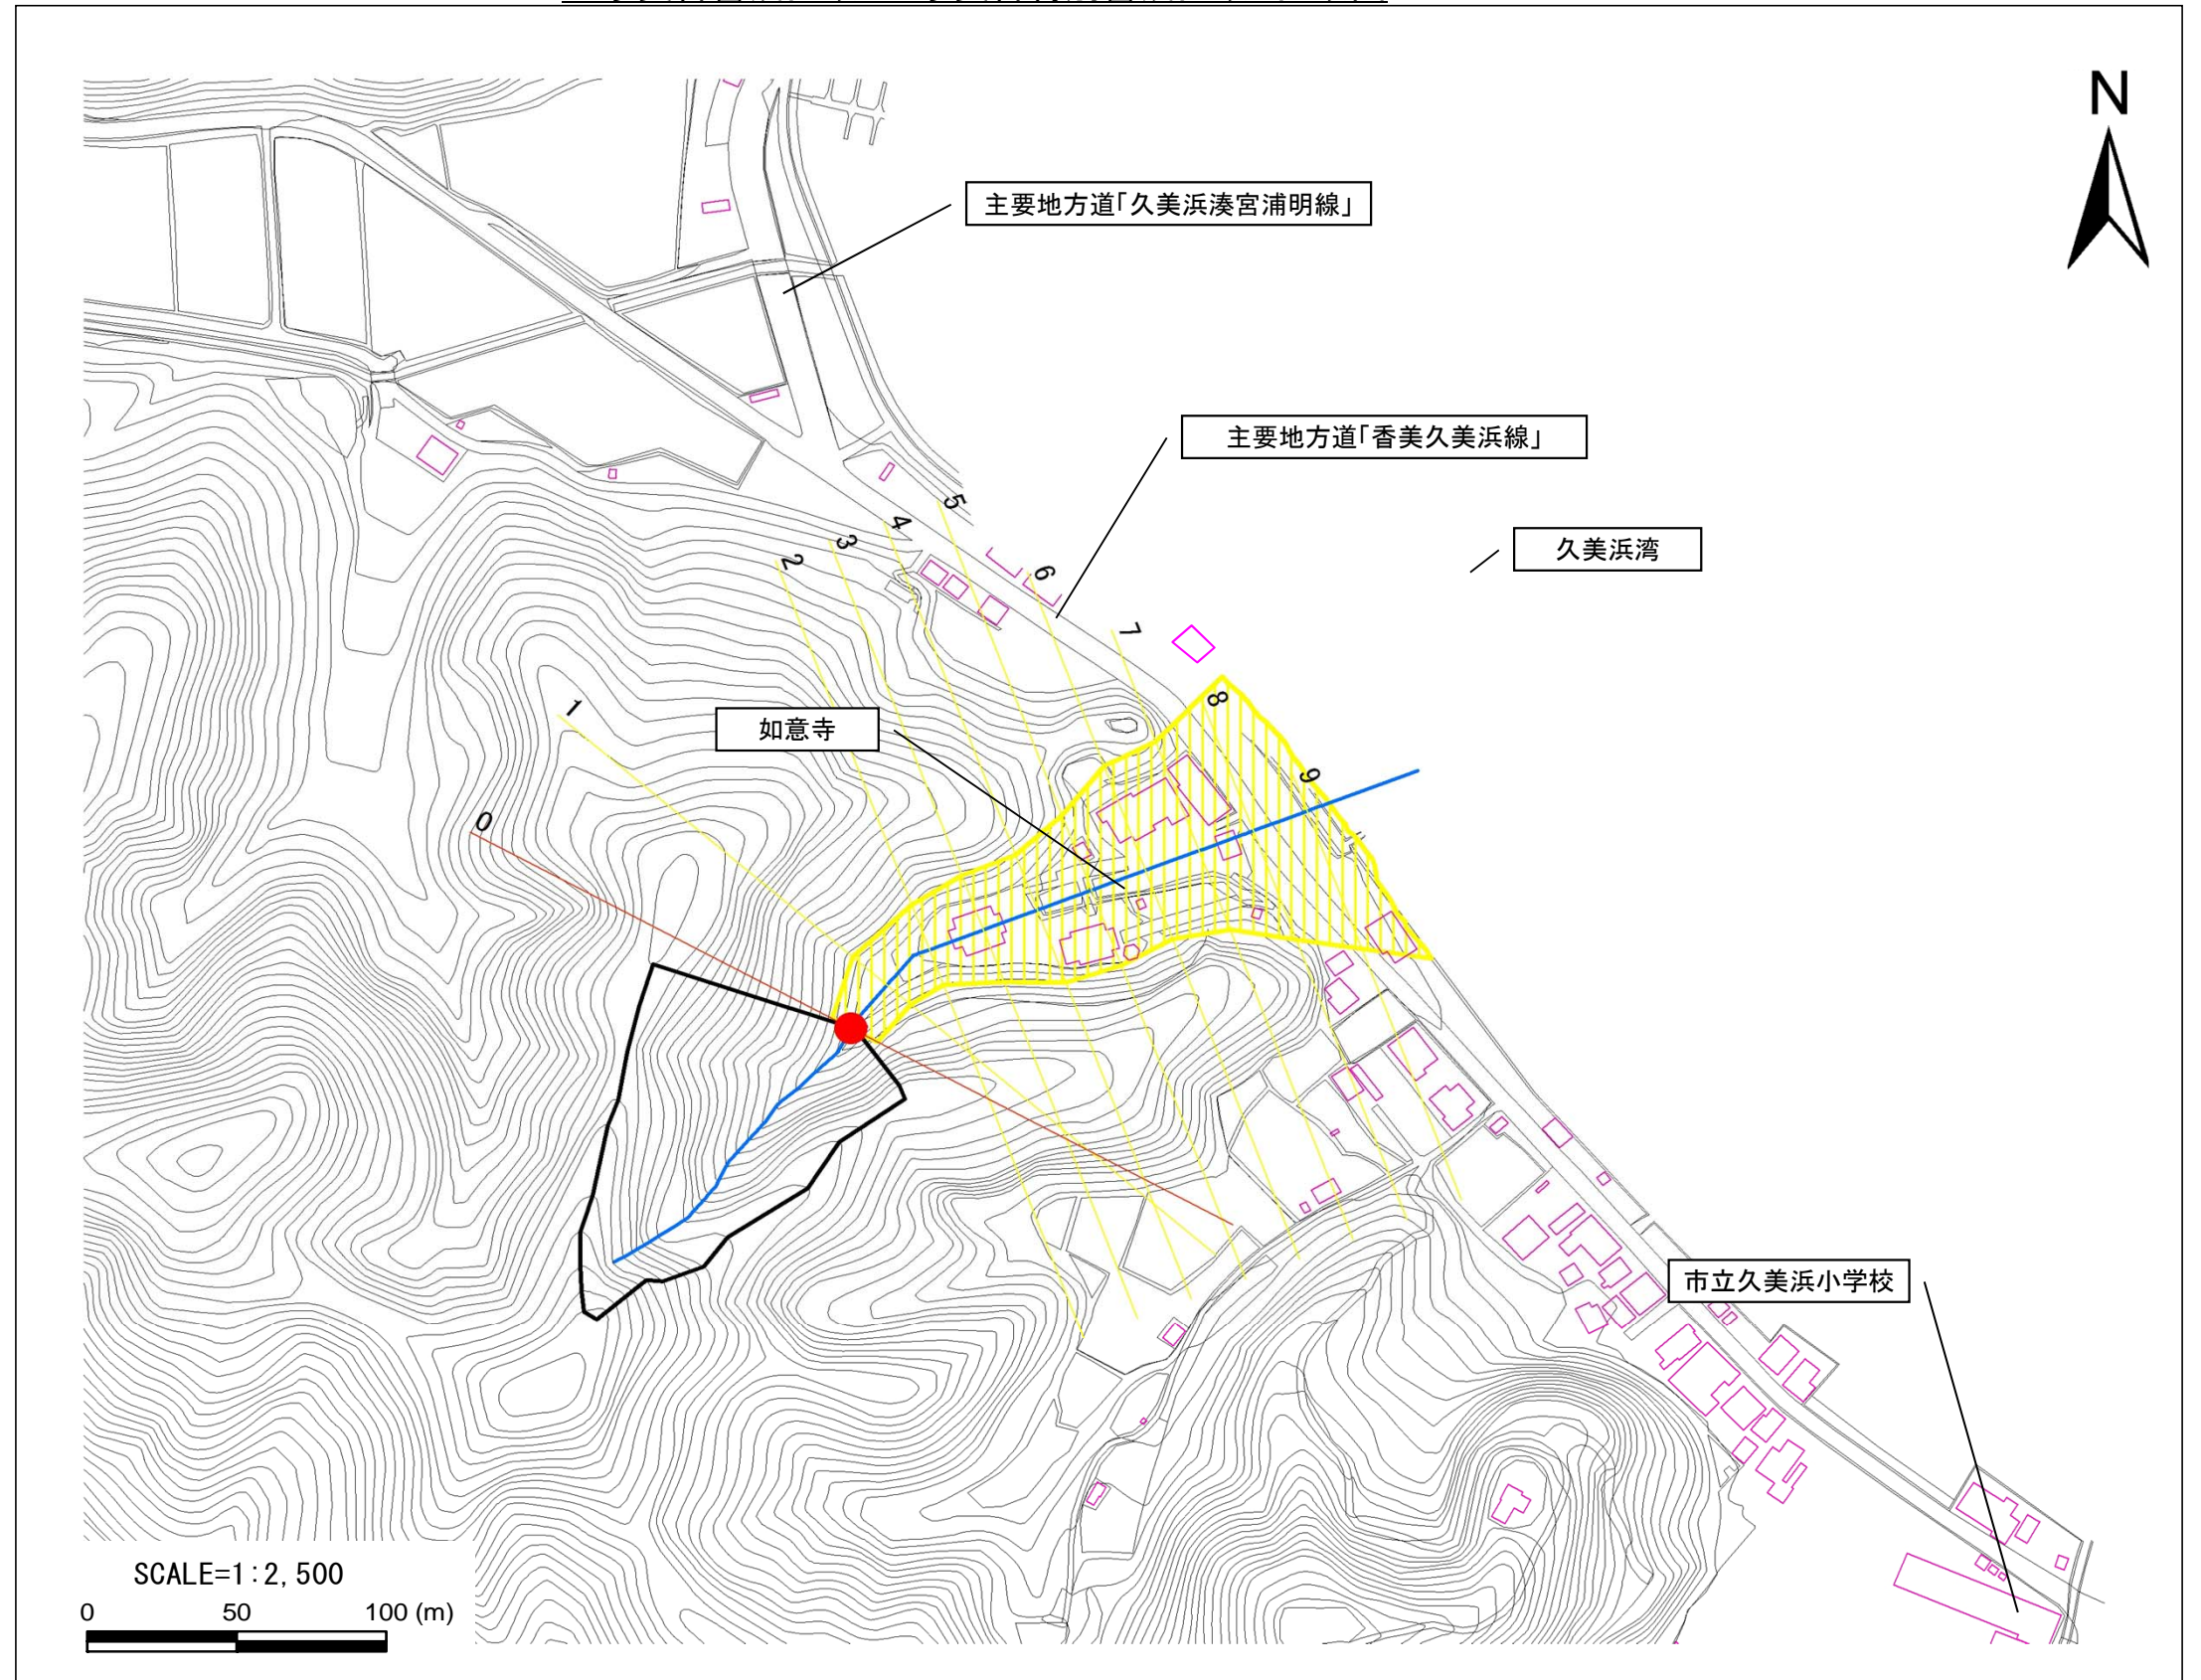 N
主要地方道「久美浜湊宮浦明線」
主要地方道「香美久美浜線」
久美浜湾
5
4
3
2
6
7
8
1
如意寺
9
0
市立久美浜小学校
SCALE=1:2,500
0 50 100 (m)